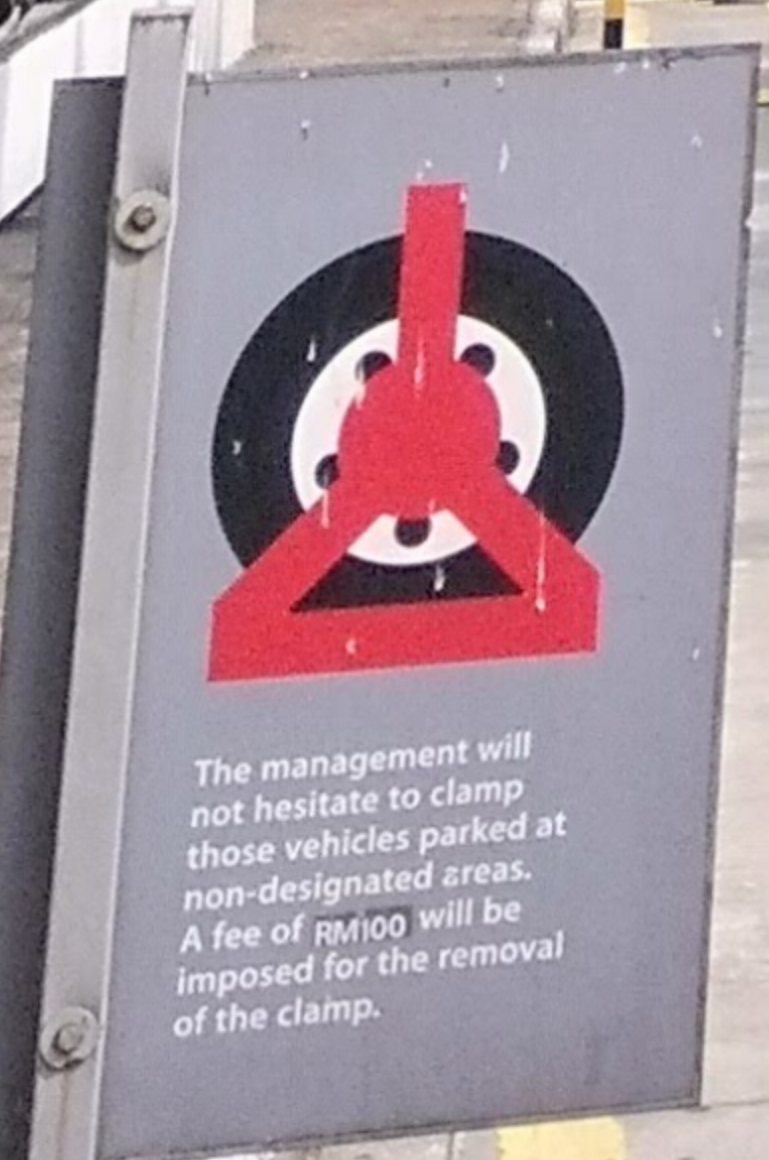 The management will
not hesitate to clamp
those vehicles parked at
non-designated areas.
A fee of RM100 will be
imposed for the removal
of the clamp.